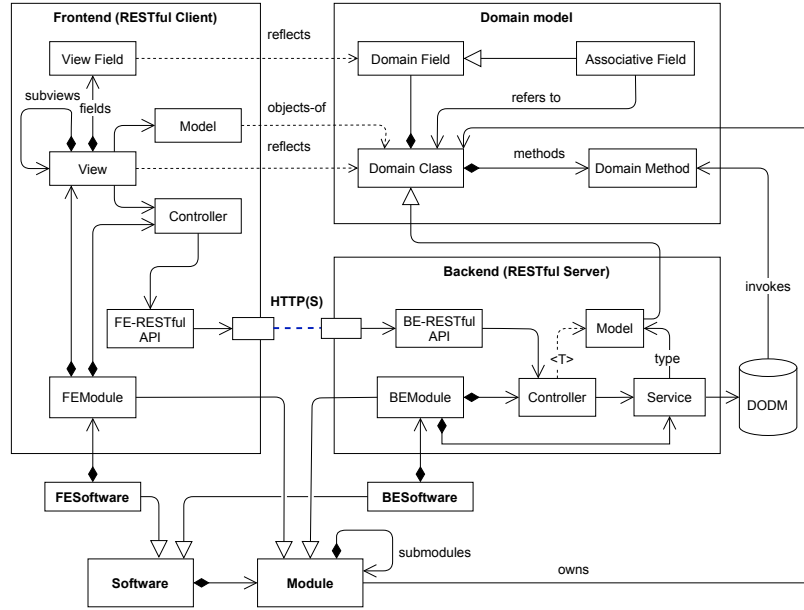 Frontend (RESTful Client)
Domain model
View Field
reflects
Domain Field
Associative Field
subviews
fields
Model
objects-of
refers to
View
reflects
Domain Class
methods
Domain Method
Controller
Backend (RESTful Server)
invokes
HTTP(S)
FE-RESTful
API
BE-RESTful
API
Model
<T>
type
FEModule
BEModule
Controller
Service
DODM
FESoftware
BESoftware
submodules
Software
Module
owns